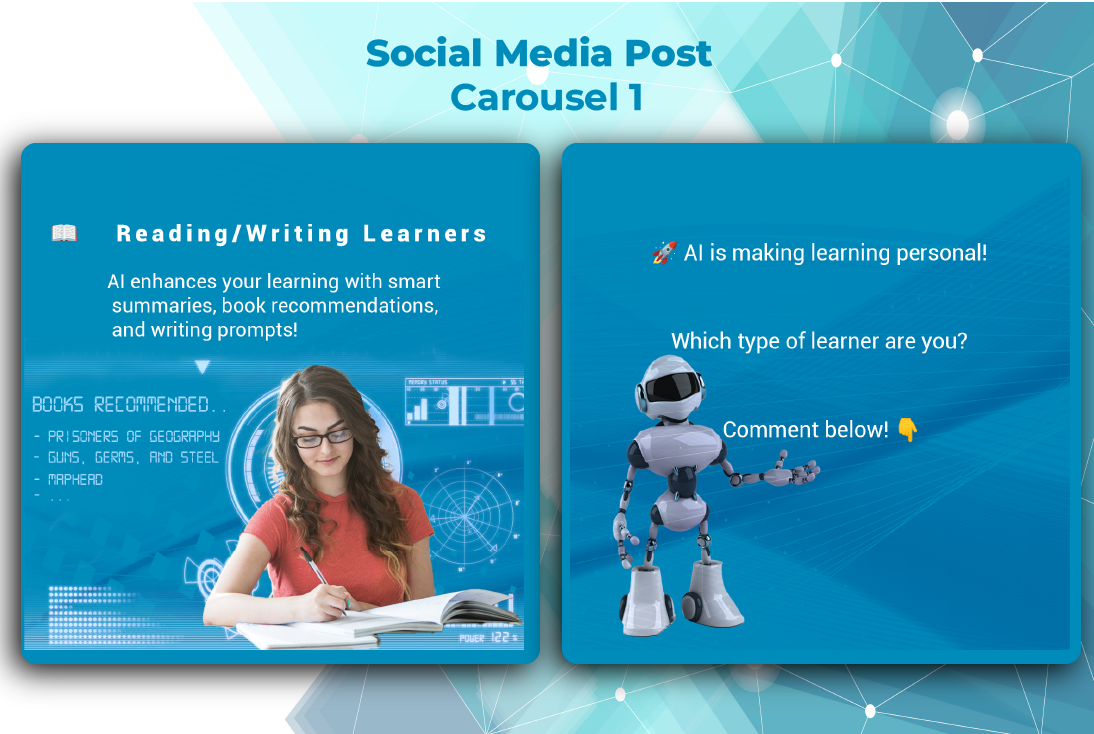 Social Media Post
Carousel 1
📖 Reading/Writing Learners
AI enhances your learning with smart
summaries, book recommendations,
and writing prompts!
BOOKS RECOMMENDED..
- PRISONERS OF GEOGRAPHY
- GUNS, GERMS, AND STEEL
- MAPHEAD
- ...
MEMORY STATUS
POWER 122 %
🚀 AI is making learning personal!
Which type of learner are you?
Comment below! 👇